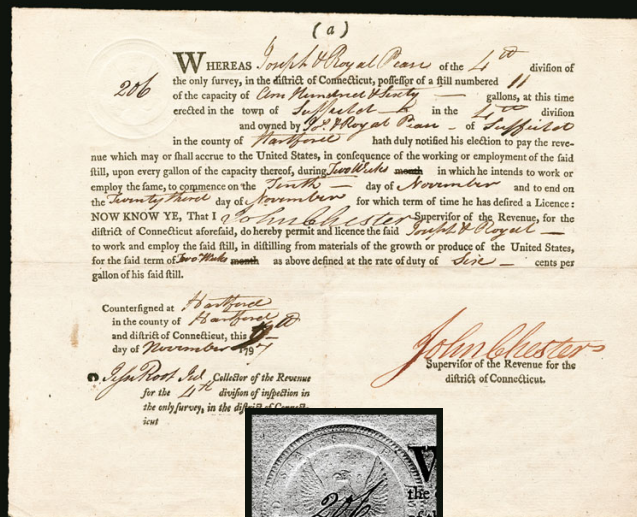 (a)
206
WHEREAS Joseph & Royal Pean of the 4th division of
the only survey, in the district of Connecticut, possessor of a still numbered 11
of the capacity of One Hundred & Sixty — gallons, at this time
erected in the town of Suffield in the 4th division
and owned by Jos & Royal Pean - of Suffield
in the county of Hartford hath duly notified his election to pay the reve-
nue which may or shall accrue to the United States, in consequence of the working or employment of the said
still, upon every gallon of the capacity thereof, during Two Weeks month in which he intends to work or
employ the same, to commence on the Tenth — day of November and to end on
the Twenty third day of November for which term of time he has desired a Licence:
NOW KNOW YE, That I John Chester Supervisor of the Revenue, for the
district of Connecticut aforesaid, do hereby permit and licence the said Joseph & Royal —
to work and employ the said still, in distilling from materials of the growth or produce of the United States,
for the said term of Two Weeks month as above defined at the rate of duty of Six — cents per
gallon of his said still.
Countersigned at Hartford
in the county of Hartford
and district of Connecticut, this
day of November 1797
John Chester
Supervisor of the Revenue for the
district of Connecticut.
Jesse Root Jud Collector of the Revenue
for the 4th division of inspection in
the only survey, in the district of Connect-
icut
206
W
the